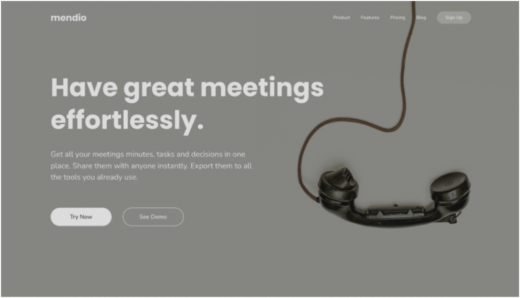 mendio
Product Features Pricing Blog Sign Up
Have great meetings
effortlessly.
Get all your meetings minutes, tasks and decisions in one
place. Share them with anyone instantly. Export them to all
the tools you already use.
Try Now See Demo